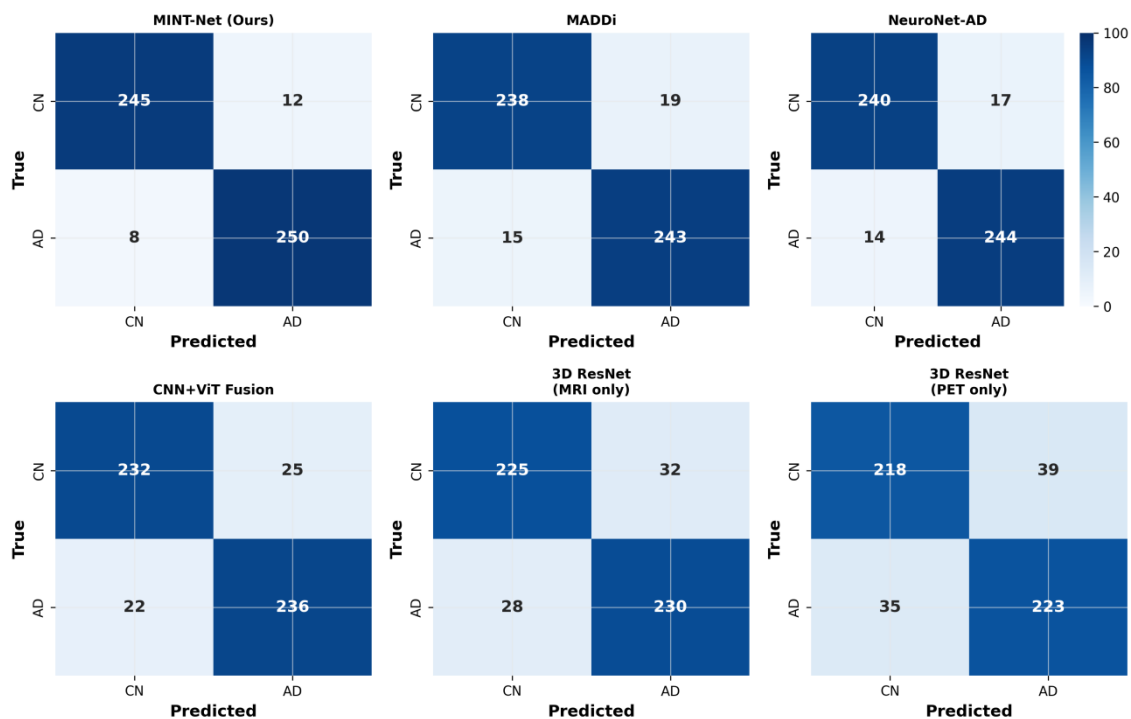 MINT-Net (Ours)
MADDi
NeuroNet-AD
True
CN
AD
245
12
8
250
CN
AD
Predicted
True
CN
AD
238
19
15
243
CN
AD
Predicted
True
CN
AD
240
17
14
244
CN
AD
Predicted
100
80
60
40
20
0
CNN+ViT Fusion
3D ResNet
(MRI only)
3D ResNet
(PET only)
True
CN
AD
232
25
22
236
CN
AD
Predicted
True
CN
AD
225
32
28
230
CN
AD
Predicted
True
CN
AD
218
39
35
223
CN
AD
Predicted